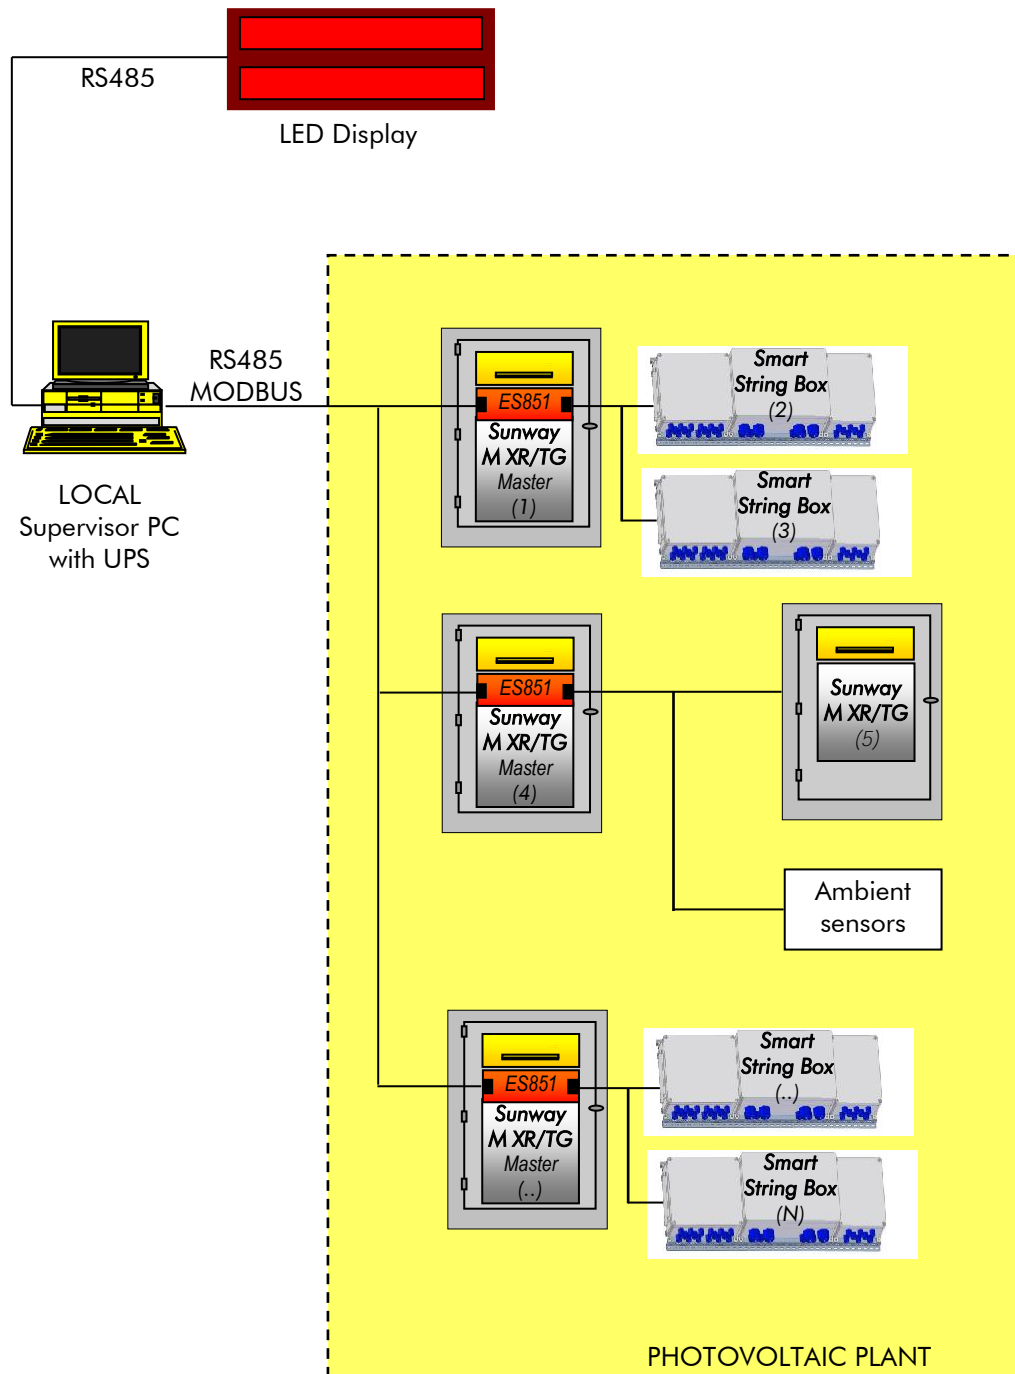 RS485
LED Display
RS485
MODBUS
LOCAL
Supervisor PC
with UPS
ES851
Sunway
M XR/TG
Master
(1)
Smart
String Box
(2)
Smart
String Box
(3)
ES851
Sunway
M XR/TG
Master
(4)
Sunway
M XR/TG
(5)
Ambient
sensors
ES851
Sunway
M XR/TG
Master
(..)
Smart
String Box
(..)
Smart
String Box
(N)
PHOTOVOLTAIC PLANT